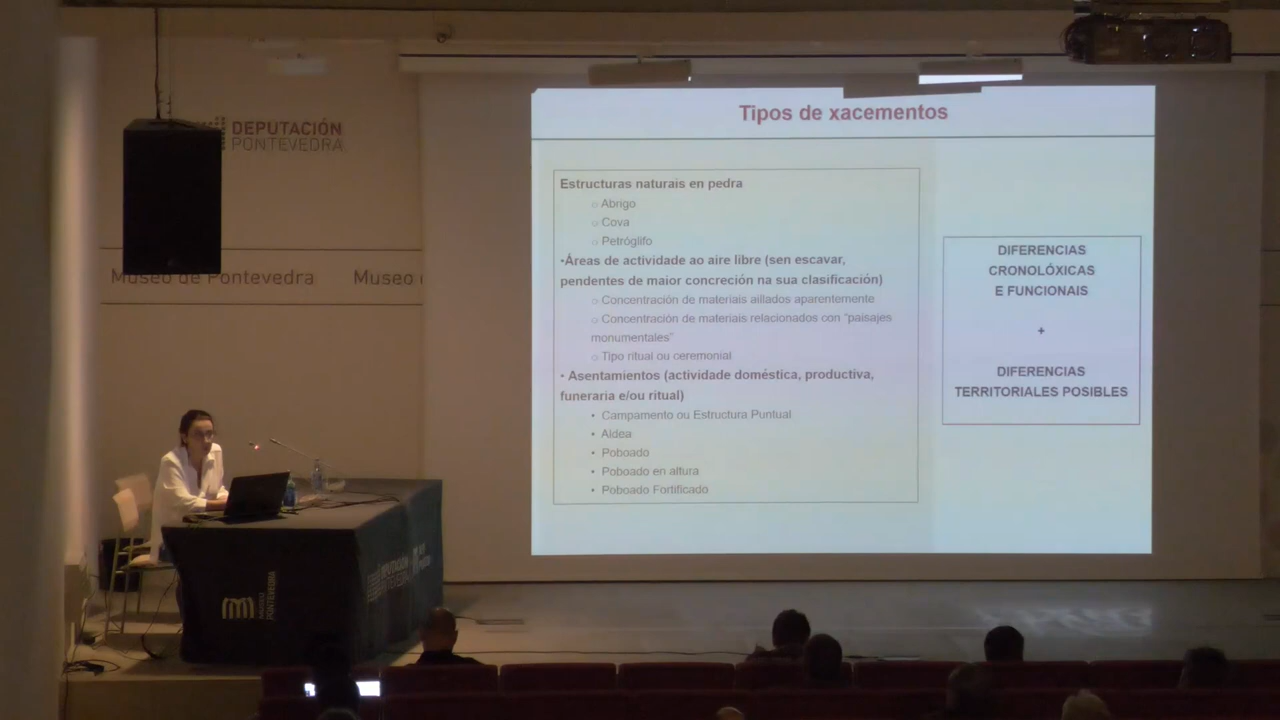 DEPUTACIÓN
PONTEVEDRA
Museo de Pontevedra
Museo
Tipos de xacementos
Estructuras naturais en pedra
○ Abrigo
○ Cova
○ Petróglifo
•Áreas de actividade ao aire libre (sen escavar,
pendentes de maior concreción na sua clasificación)
○ Concentración de materiais aillados aparentemente
○ Concentración de materiais relacionados con "paisajes
monumentales"
○ Tipo ritual ou ceremonial
• Asentamientos (actividade doméstica, productiva,
funeraria e/ou ritual)
• Campamento ou Estructura Puntual
• Aldea
• Poboado
• Poboado en altura
• Poboado Fortificado
DIFERENCIAS
CRONOLÓXICAS
E FUNCIONAIS
+
DIFERENCIAS
TERRITORIALES POSIBLES
PONTEVEDRA